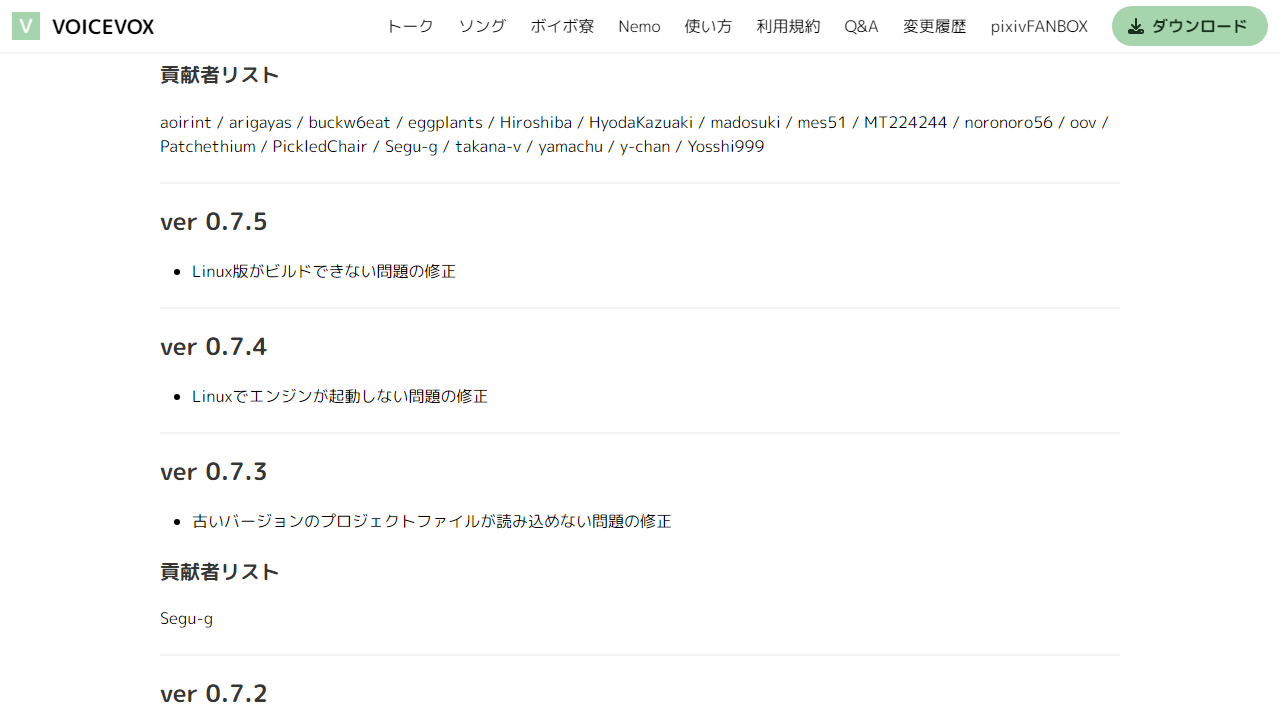 V VOICEVOX トーク ソング ボイボ寮 Nemo 使い方 利用規約 Q&A 変更履歴 pixivFANBOX ダウンロード
貢献者リスト
aoirint / arigayas / buckw6eat / eggplants / Hiroshiba / HyodaKazuaki / madosuki / mes51 / MT224244 / noronoro56 / oov /
Patchethium / PickledChair / Segu-g / takana-v / yamachu / y-chan / Yosshi999
ver 0.7.5
• Linux版がビルドできない問題の修正
ver 0.7.4
• Linuxでエンジンが起動しない問題の修正
ver 0.7.3
• 古いバージョンのプロジェクトファイルが読み込めない問題の修正
貢献者リスト
Segu-g
ver 0.7.2